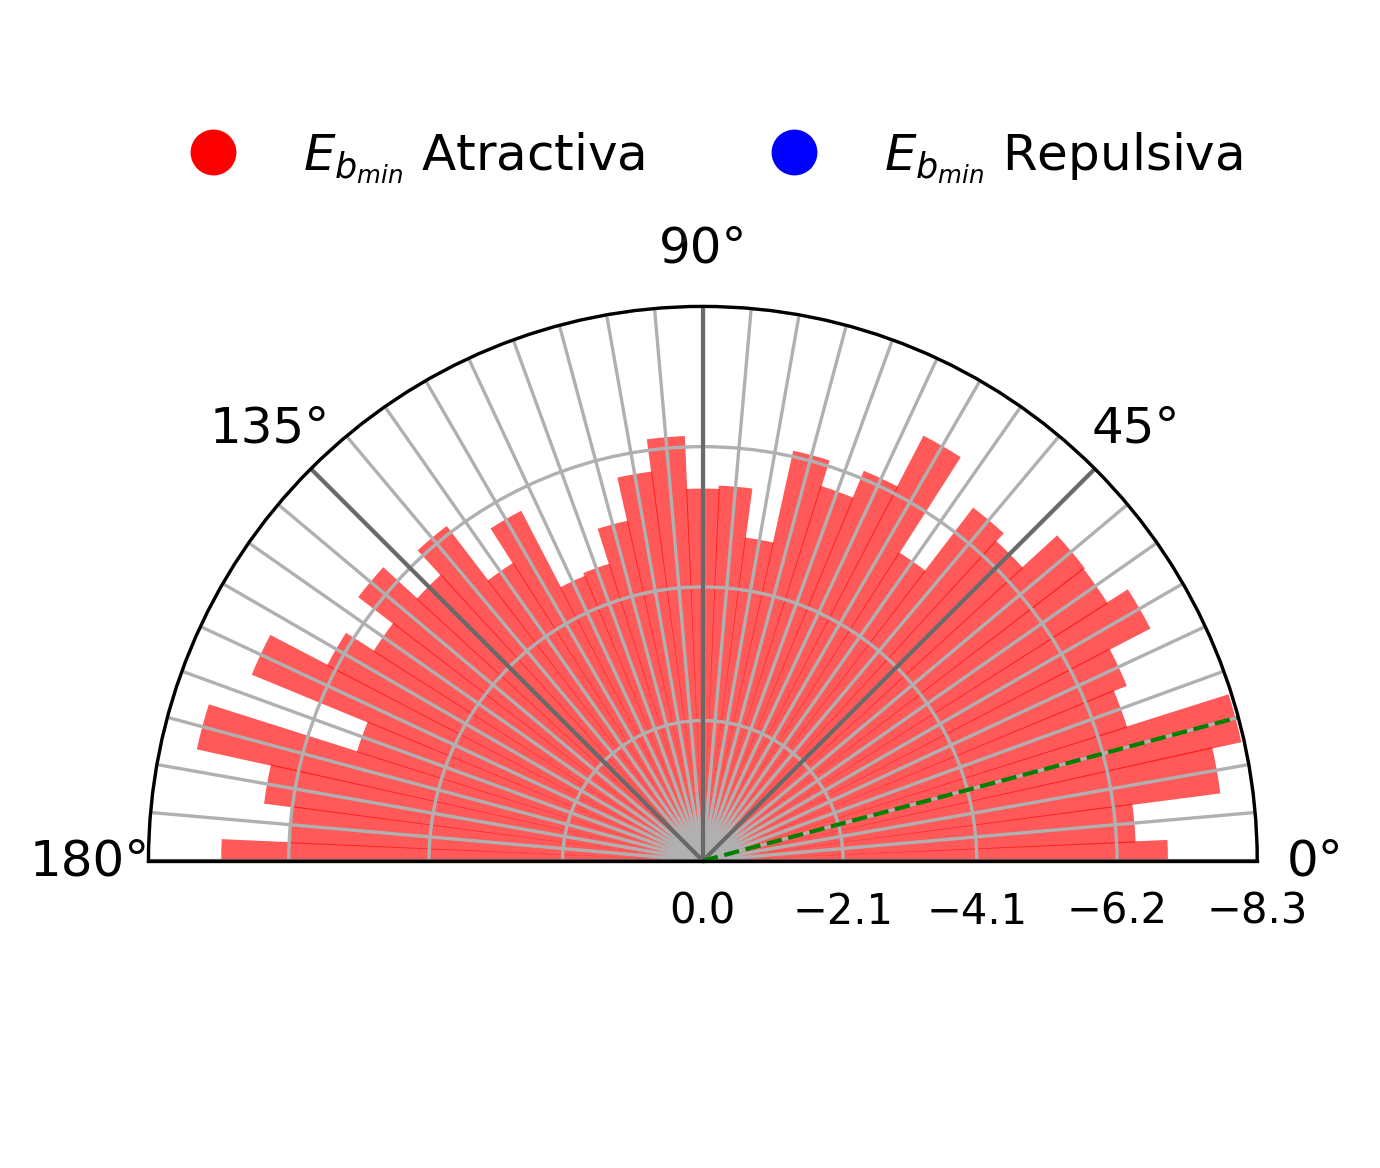 E_{b_{min}} Atractiva E_{b_{min}} Repulsiva
90°
135° 45°
180° 0°
0.0 −2.1 −4.1 −6.2 −8.3